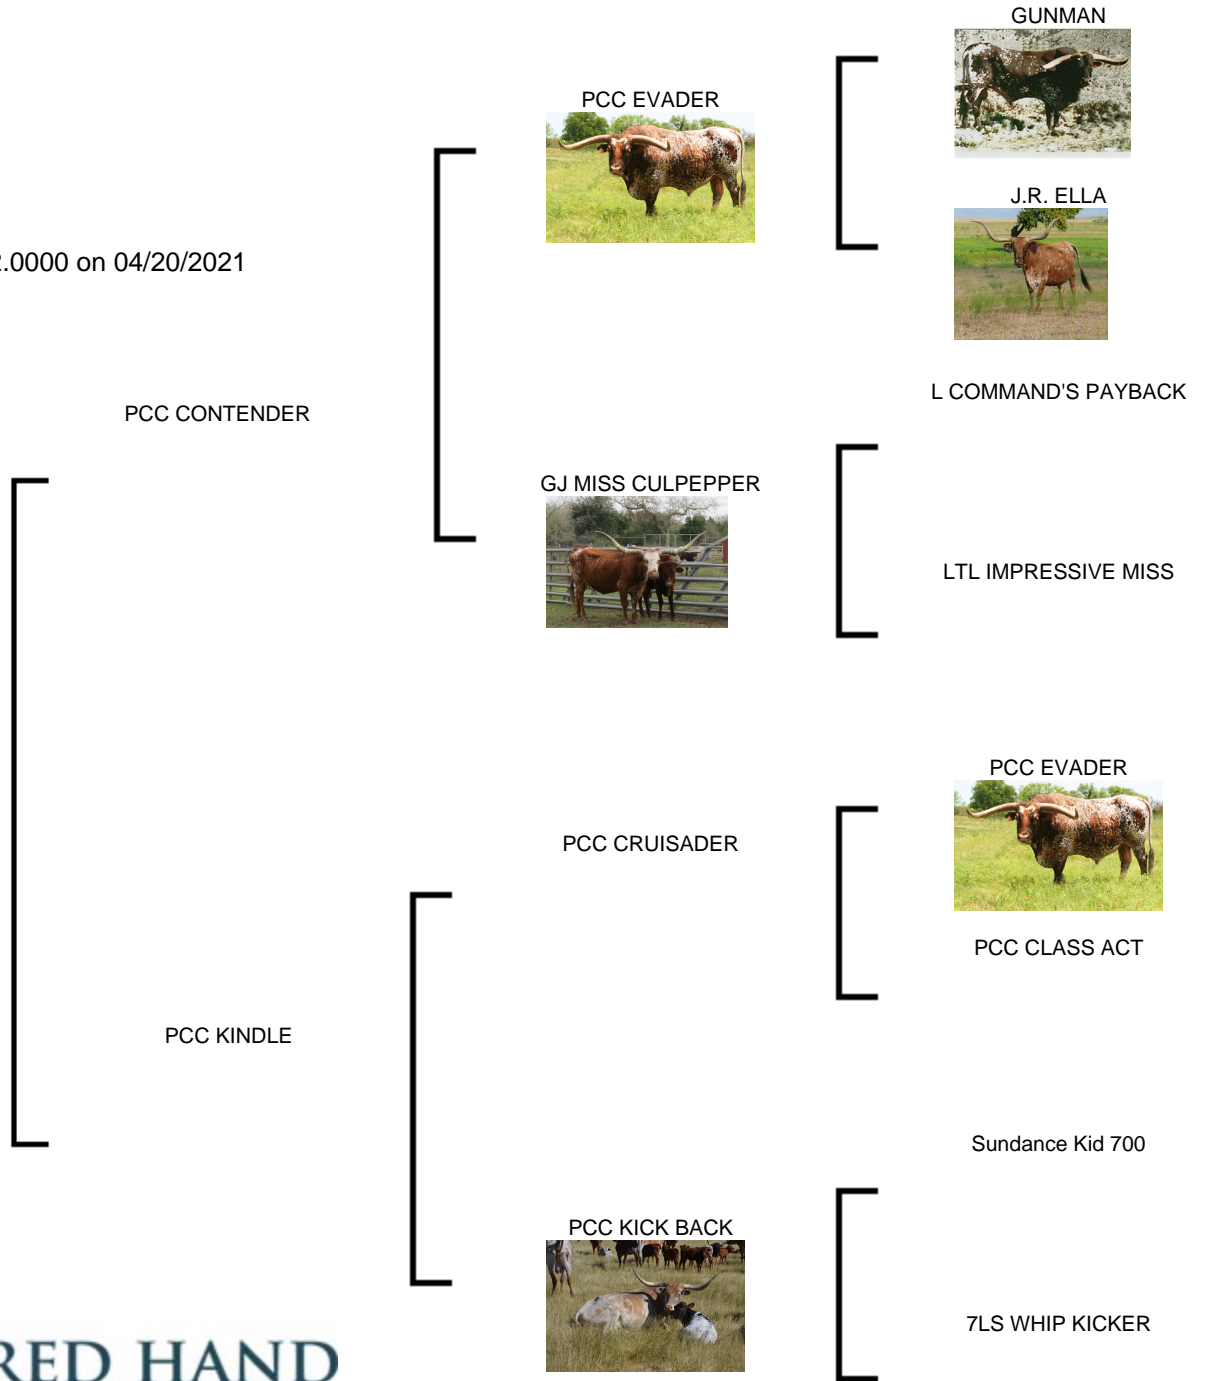 GUNMAN
PCC EVADER
J.R. ELLA
2.0000 on 04/20/2021
L COMMAND'S PAYBACK
PCC CONTENDER
GJ MISS CULPEPPER
LTL IMPRESSIVE MISS
PCC EVADER
PCC CRUISADER
PCC CLASS ACT
PCC KINDLE
Sundance Kid 700
PCC KICK BACK
7LS WHIP KICKER
RED HAND